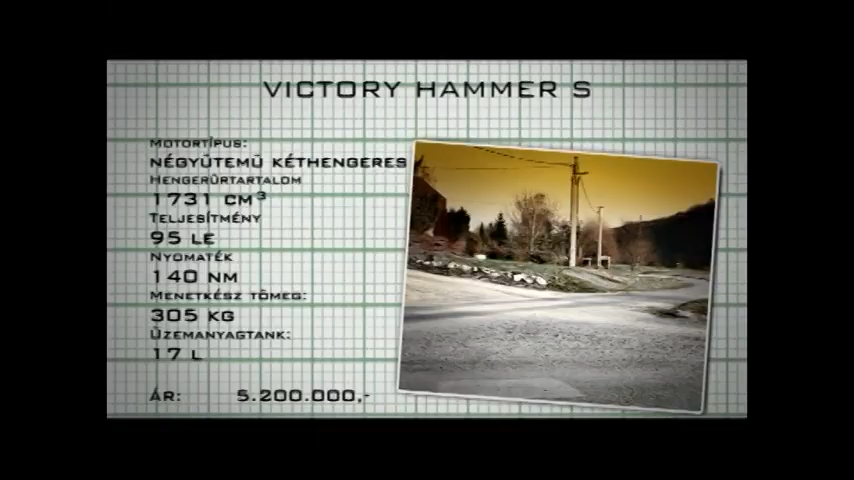 VICTORY HAMMER S
MOTORTÍPUS:
NÉGYÜTEMŰ KÉTHENGERES
HENGERŰRTARTALOM
1731 CM³
TELJESÍTMÉNY
95 LE
NYOMATÉK
140 NM
MENETKÉSZ TÖMEG:
305 KG
ÜZEMANYAGTANK:
17 L
ÁR: 5.200.000,-